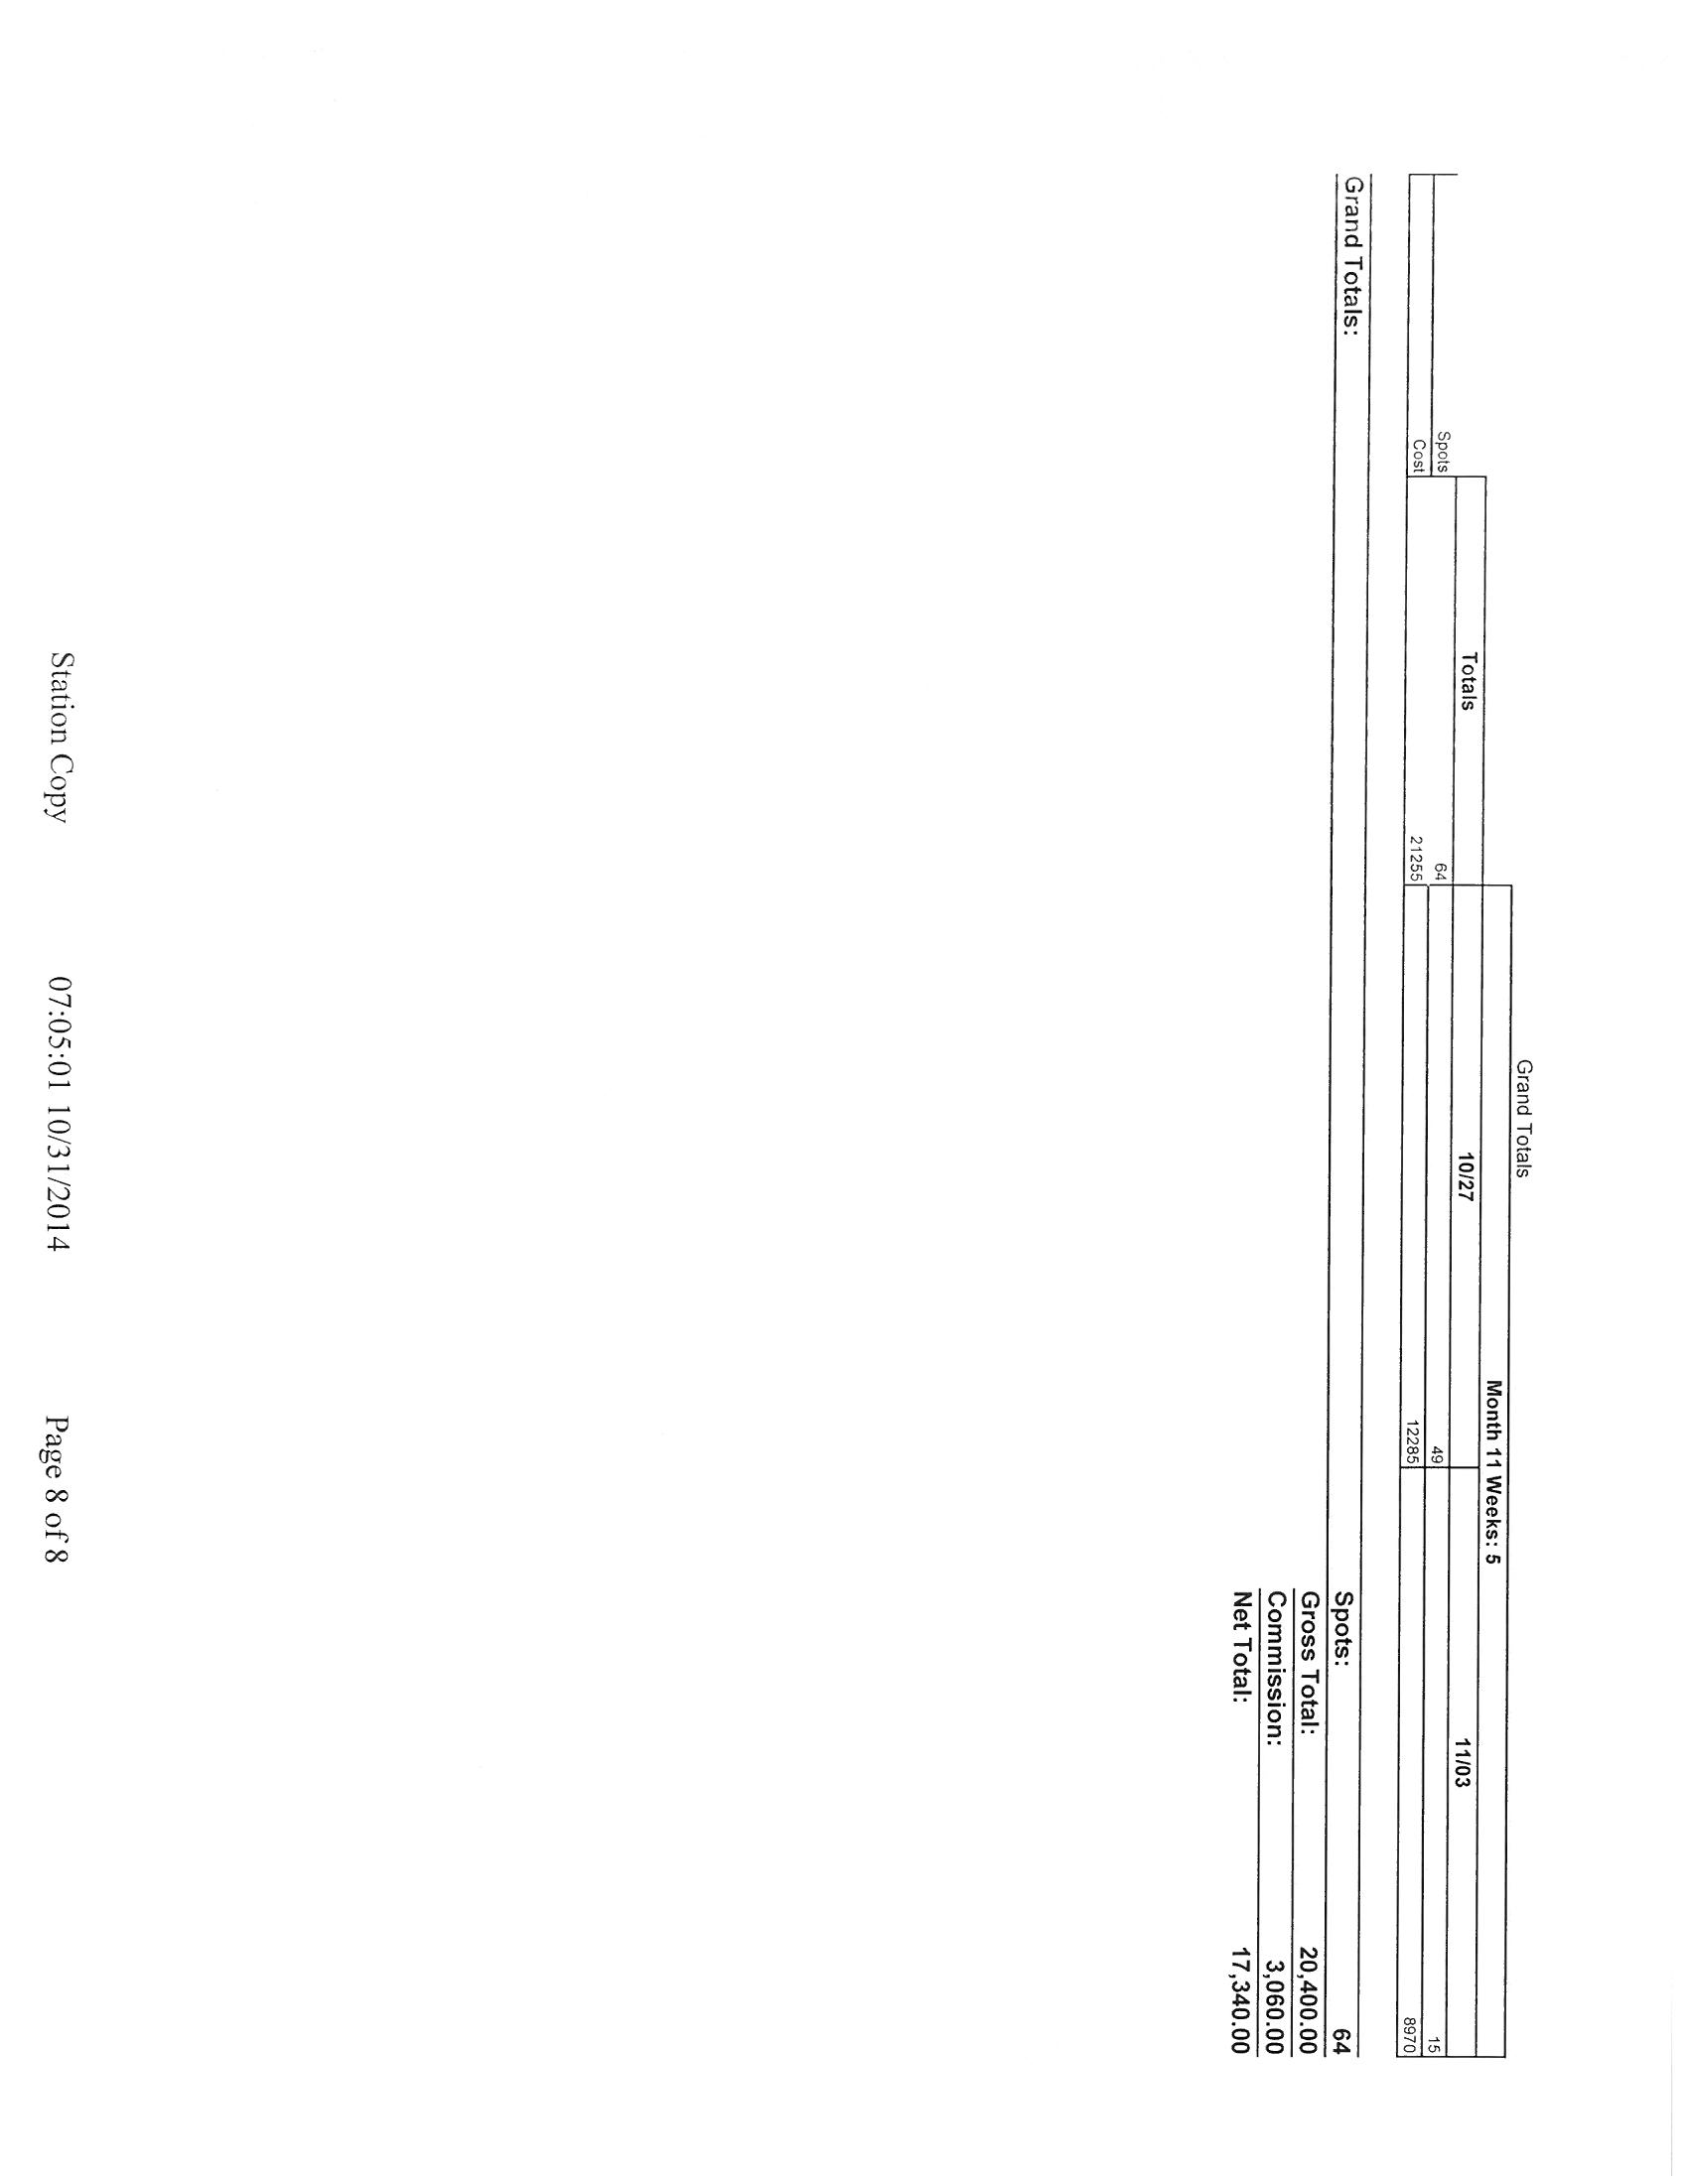 Grand Totals
Month 11 Weeks: 5
Totals 10/27 11/03
Spots 64 49 15
Cost 21255 12285 8970
Grand Totals: Spots: 64
Gross Total: 20,400.00
Commission: 3,060.00
Net Total: 17,340.00
Station Copy 07:05:01 10/31/2014 Page 8 of 8